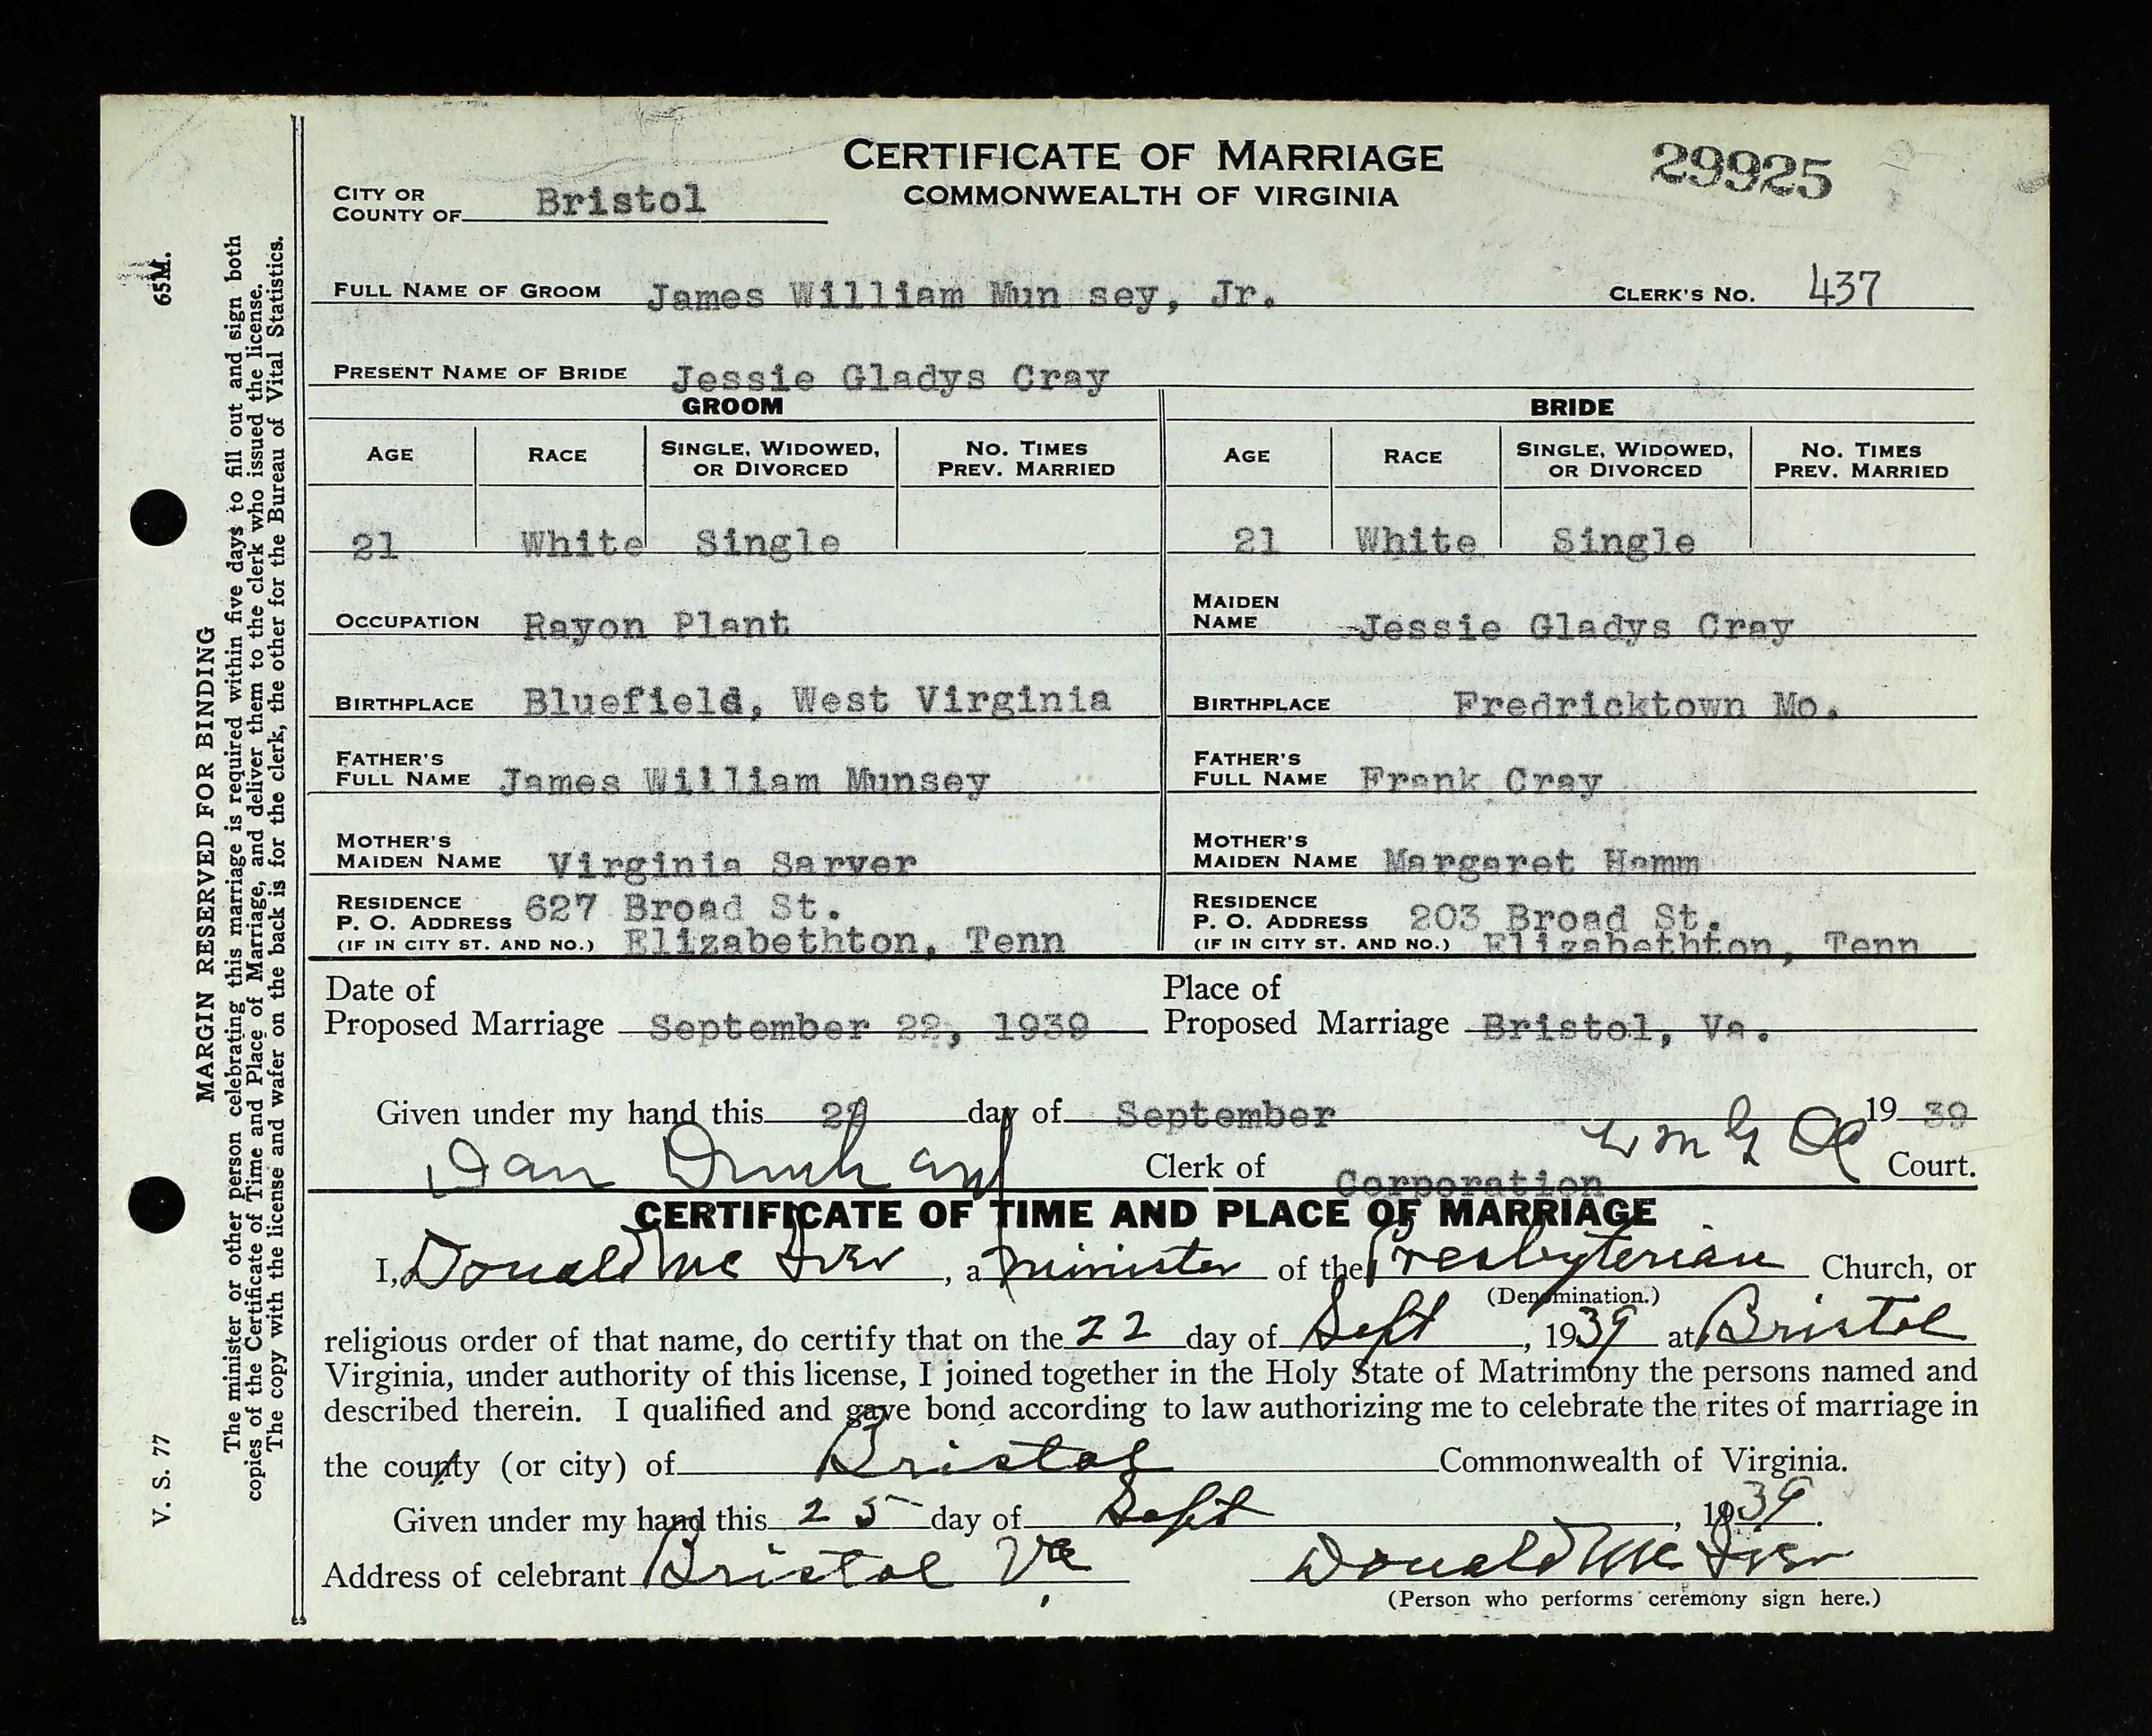 CERTIFICATE OF MARRIAGE
COMMONWEALTH OF VIRGINIA
29925
CITY OR
COUNTY OF Bristol
FULL NAME OF GROOM James William Mun sey, Jr. CLERK'S NO. 437
PRESENT NAME OF BRIDE Jessie Gladys Cray
GROOM BRIDE
AGE RACE SINGLE, WIDOWED, OR DIVORCED NO. TIMES PREV. MARRIED AGE RACE SINGLE, WIDOWED, OR DIVORCED NO. TIMES PREV. MARRIED
21 White Single 21 White Single
OCCUPATION Rayon Plant MAIDEN NAME Jessie Gladys Cray
BIRTHPLACE Bluefield, West Virginia BIRTHPLACE Fredricktown Mo.
FATHER'S FULL NAME James William Munsey FATHER'S FULL NAME Frank Cray
MOTHER'S MAIDEN NAME Virginia Sarver MOTHER'S MAIDEN NAME Margaret Hamm
RESIDENCE P. O. ADDRESS (IF IN CITY ST. AND NO.) 627 Broad St. Elizabethton, Tenn RESIDENCE P. O. ADDRESS (IF IN CITY ST. AND NO.) 203 Broad St. Elizabethton, Tenn
Date of Proposed Marriage September 22, 1939 Place of Proposed Marriage Bristol, Va.
Given under my hand this 22 day of September 1939
Dan Clerk of Corporation Court.
CERTIFICATE OF TIME AND PLACE OF MARRIAGE
I, Donald Mc Iver, a minister of the Presbyterian Church, or
(Denomination.)
religious order of that name, do certify that on the 22 day of Sept, 1939 at Bristol
Virginia, under authority of this license, I joined together in the Holy State of Matrimony the persons named and
described therein. I qualified and gave bond according to law authorizing me to celebrate the rites of marriage in
the county (or city) of Bristol Commonwealth of Virginia.
Given under my hand this 25 day of Sept, 1939.
Address of celebrant Bristol Va Donald Mc Iver
(Person who performs ceremony sign here.)
65M.
V. S. 77
MARGIN RESERVED FOR BINDING
The minister or other person celebrating this marriage is required within five days to fill out and sign both
copies of the Certificate of Time and Place of Marriage, and deliver them to the clerk who issued the license.
The copy with the license and wafer on the back is for the clerk, the other for the Bureau of Vital Statistics.